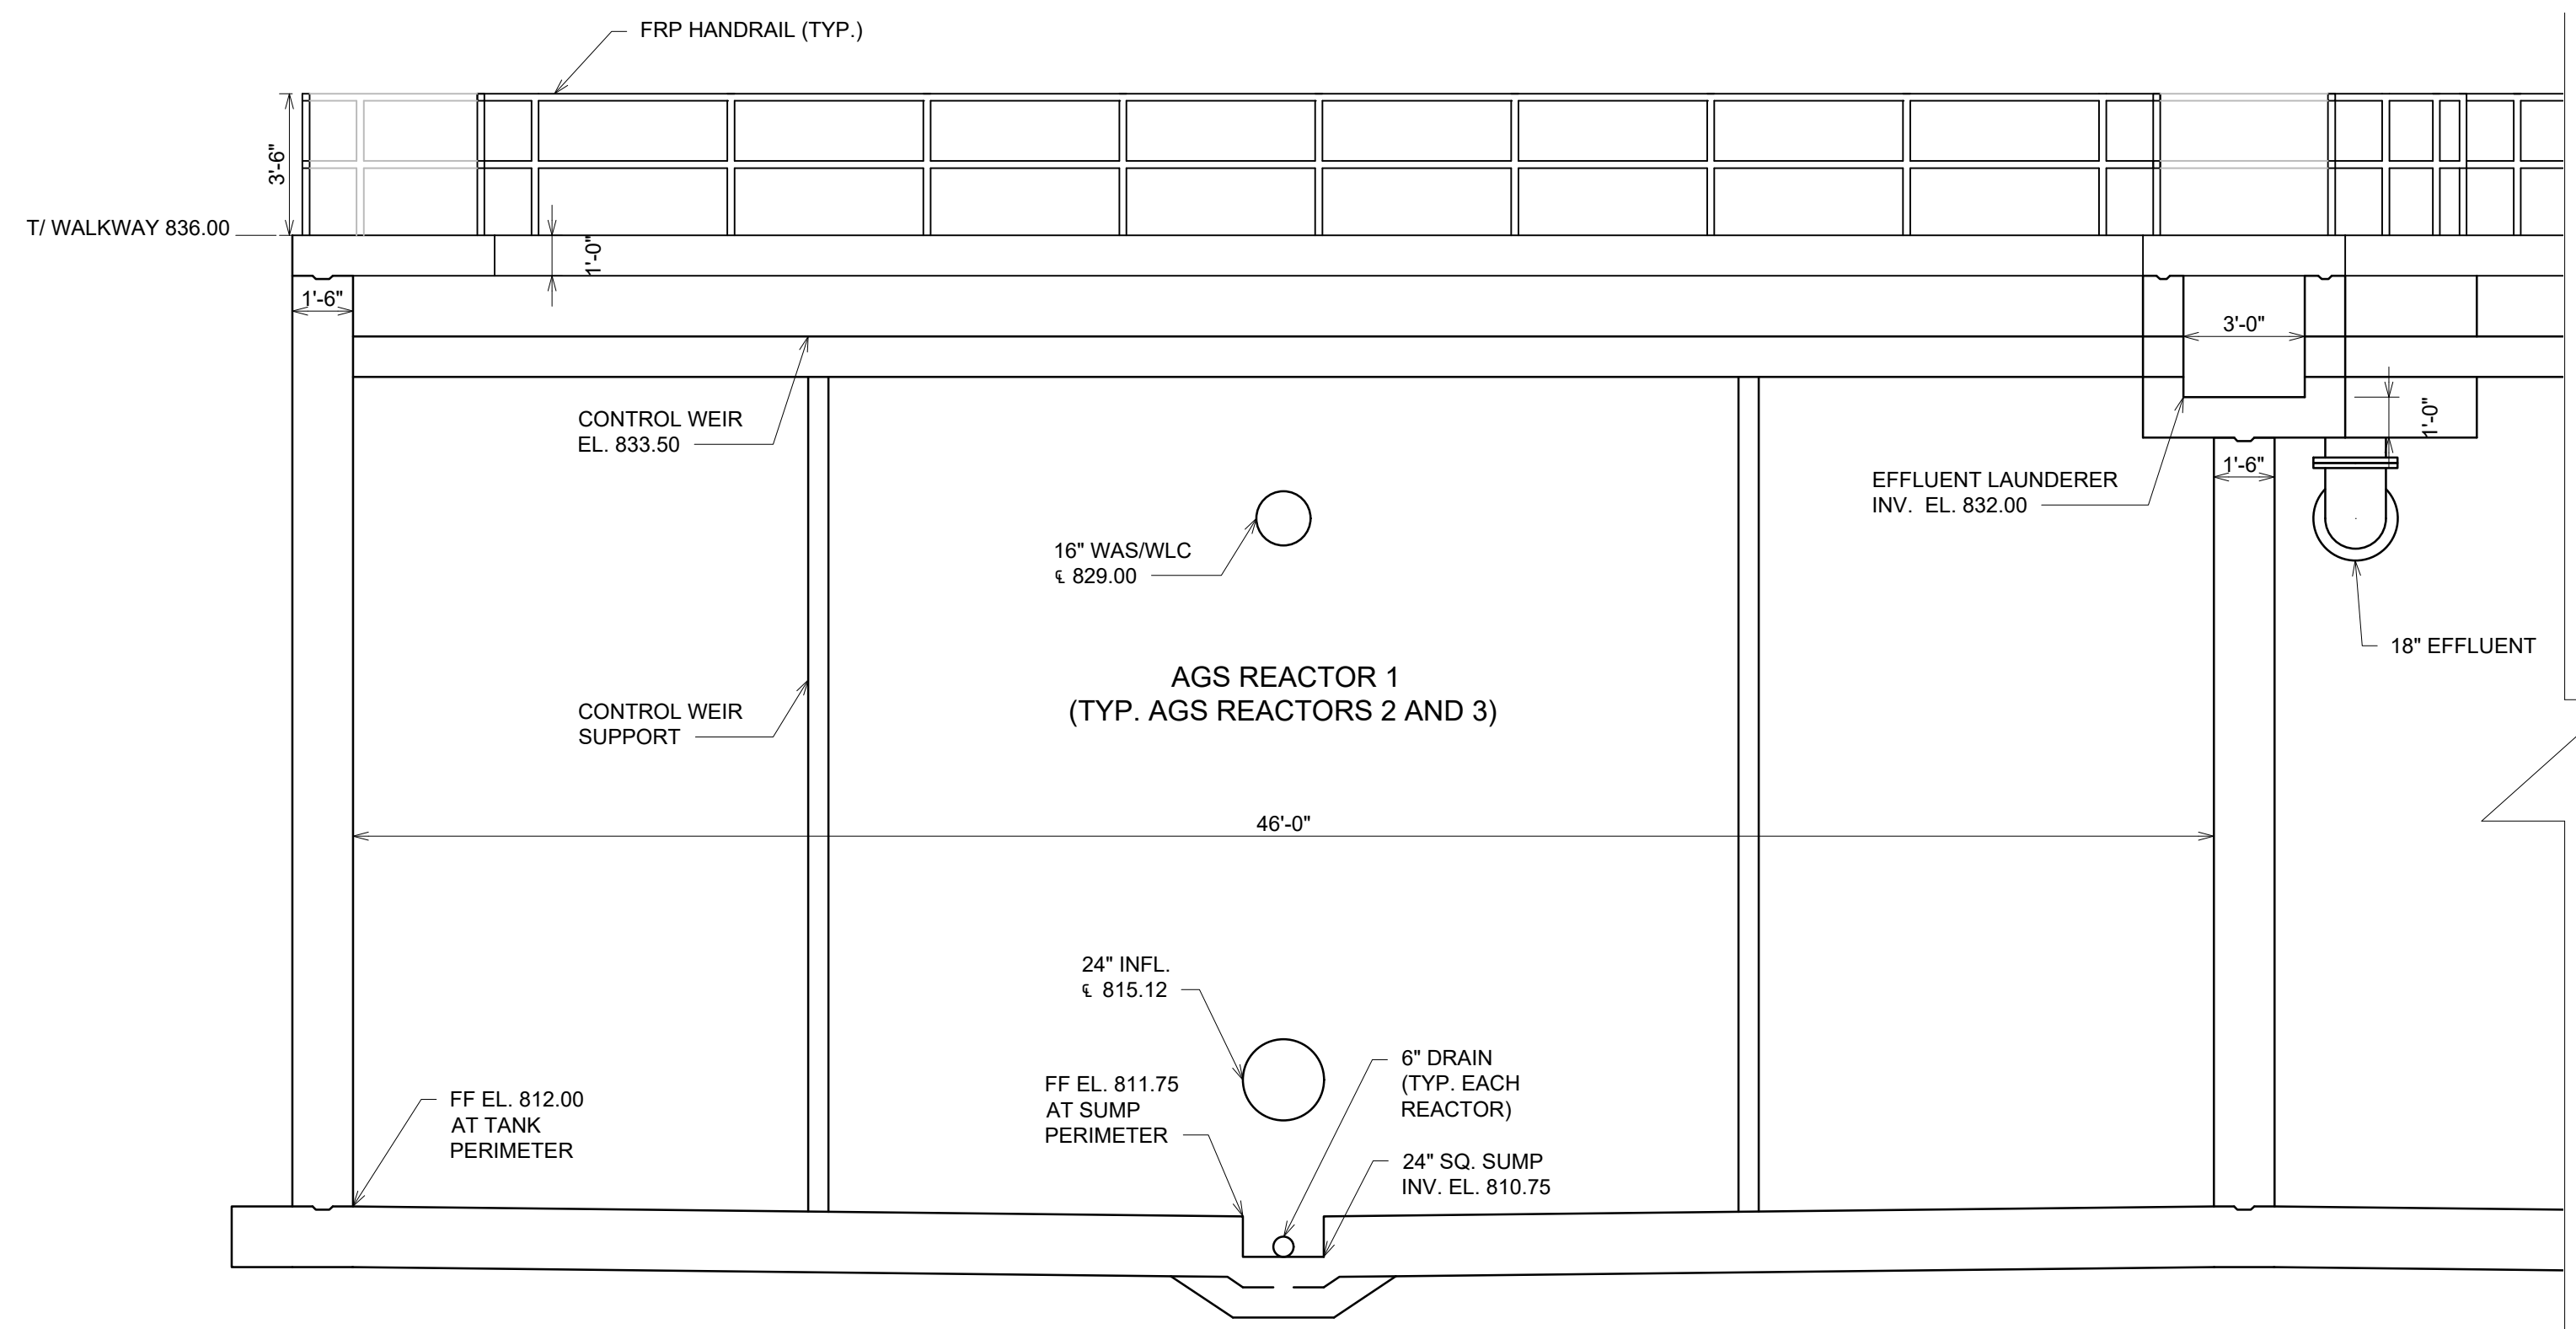 FRP HANDRAIL (TYP.)
3'-6"
T/ WALKWAY 836.00
1'-0"
1'-6"
3'-0"
CONTROL WEIR
EL. 833.50
1'-0"
1'-6"
EFFLUENT LAUNDERER
INV. EL. 832.00
16" WAS/WLC
℄ 829.00
18" EFFLUENT
AGS REACTOR 1
(TYP. AGS REACTORS 2 AND 3)
CONTROL WEIR
SUPPORT
46'-0"
24" INFL.
℄ 815.12
6" DRAIN
(TYP. EACH
REACTOR)
FF EL. 811.75
AT SUMP
PERIMETER
FF EL. 812.00
AT TANK
PERIMETER
24" SQ. SUMP
INV. EL. 810.75